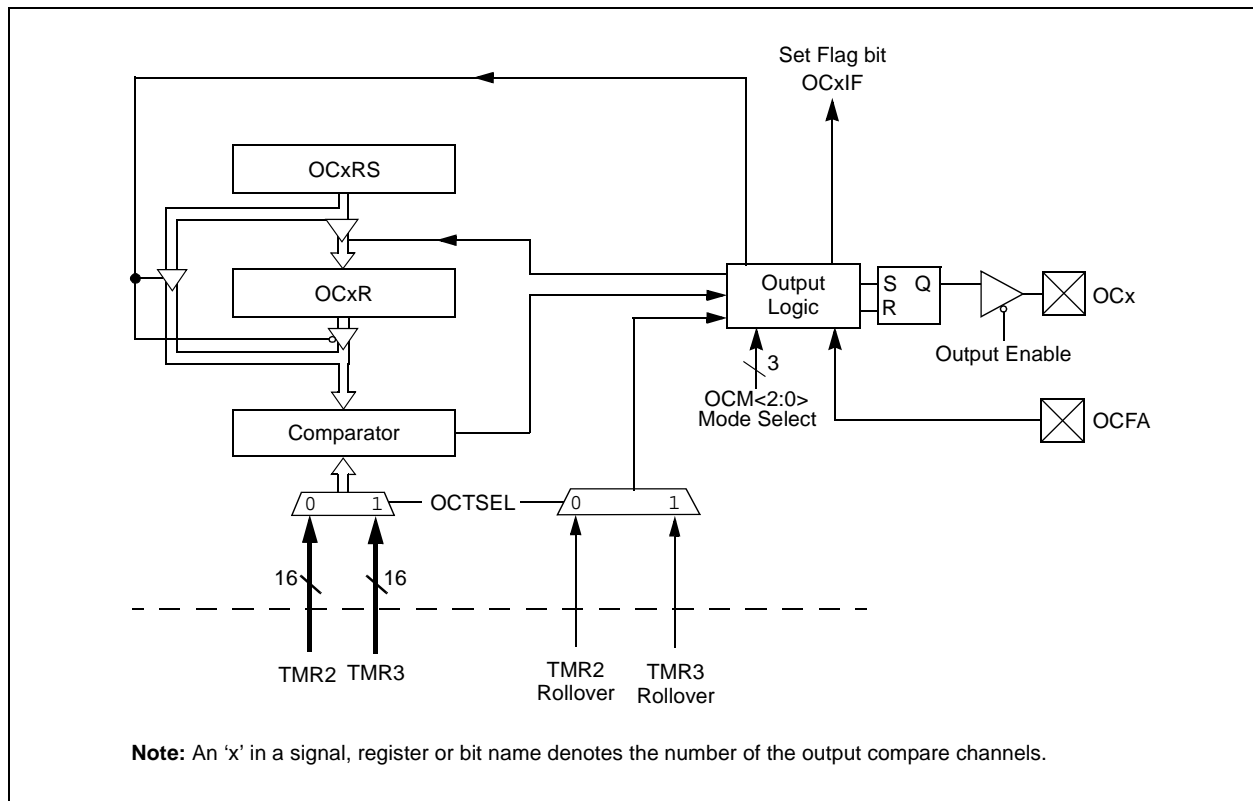 Set Flag bit
OCxIF
OCxRS
OCxR
Output
Logic
S Q
R
OCx
Output Enable
3
OCM<2:0>
Mode Select
OCFA
Comparator
0 1
OCTSEL
0 1
16
16
TMR2
TMR3
TMR2
Rollover
TMR3
Rollover
Note: An ‘x’ in a signal, register or bit name denotes the number of the output compare channels.